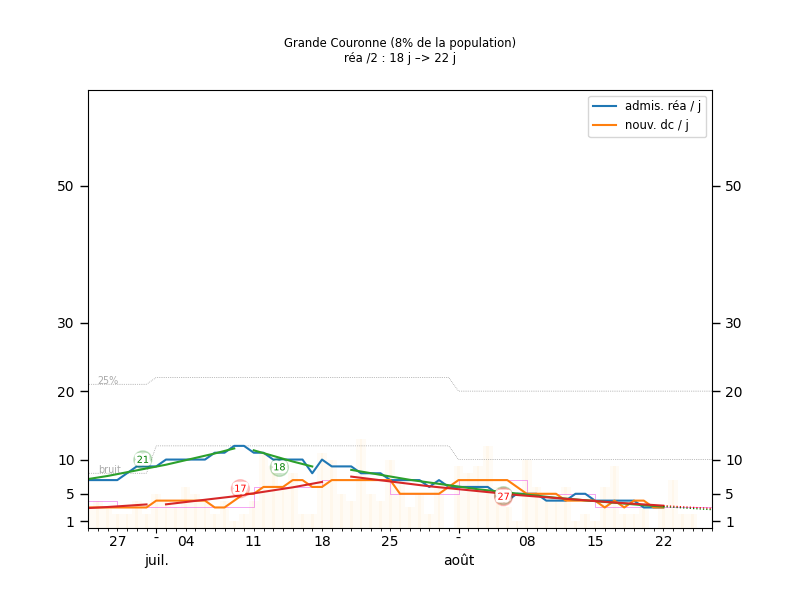 Grande Couronne (8% de la population)
réa /2 : 18 j –> 22 j
admis. réa / j
nouv. dc / j
50 50
30 30
25%
20 20
21
bruit
10 10
18
17
27
5 5
1 1
27 - 04 11 18 25 - 08 15 22
juil. août